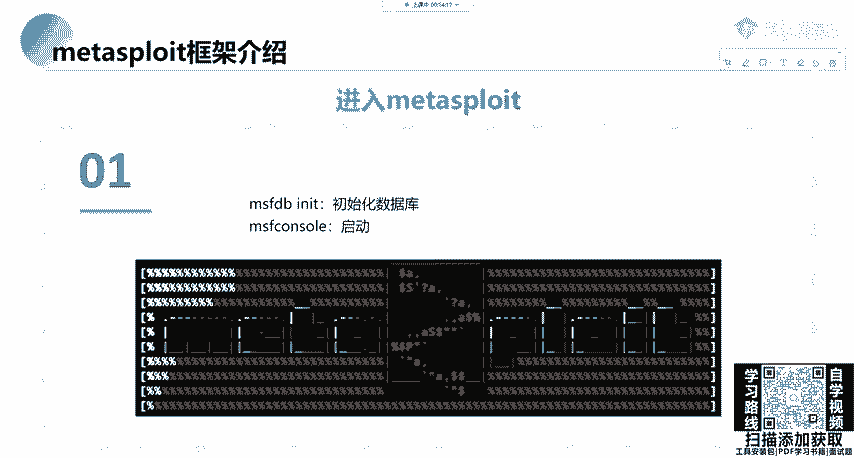 metasploit框架介绍
进入metasploit
01
msfdb init：初始化数据库
msfconsole：启动
学习路线
自学视频
扫描添加获取
工具安装包|PDF学习书籍|面试题